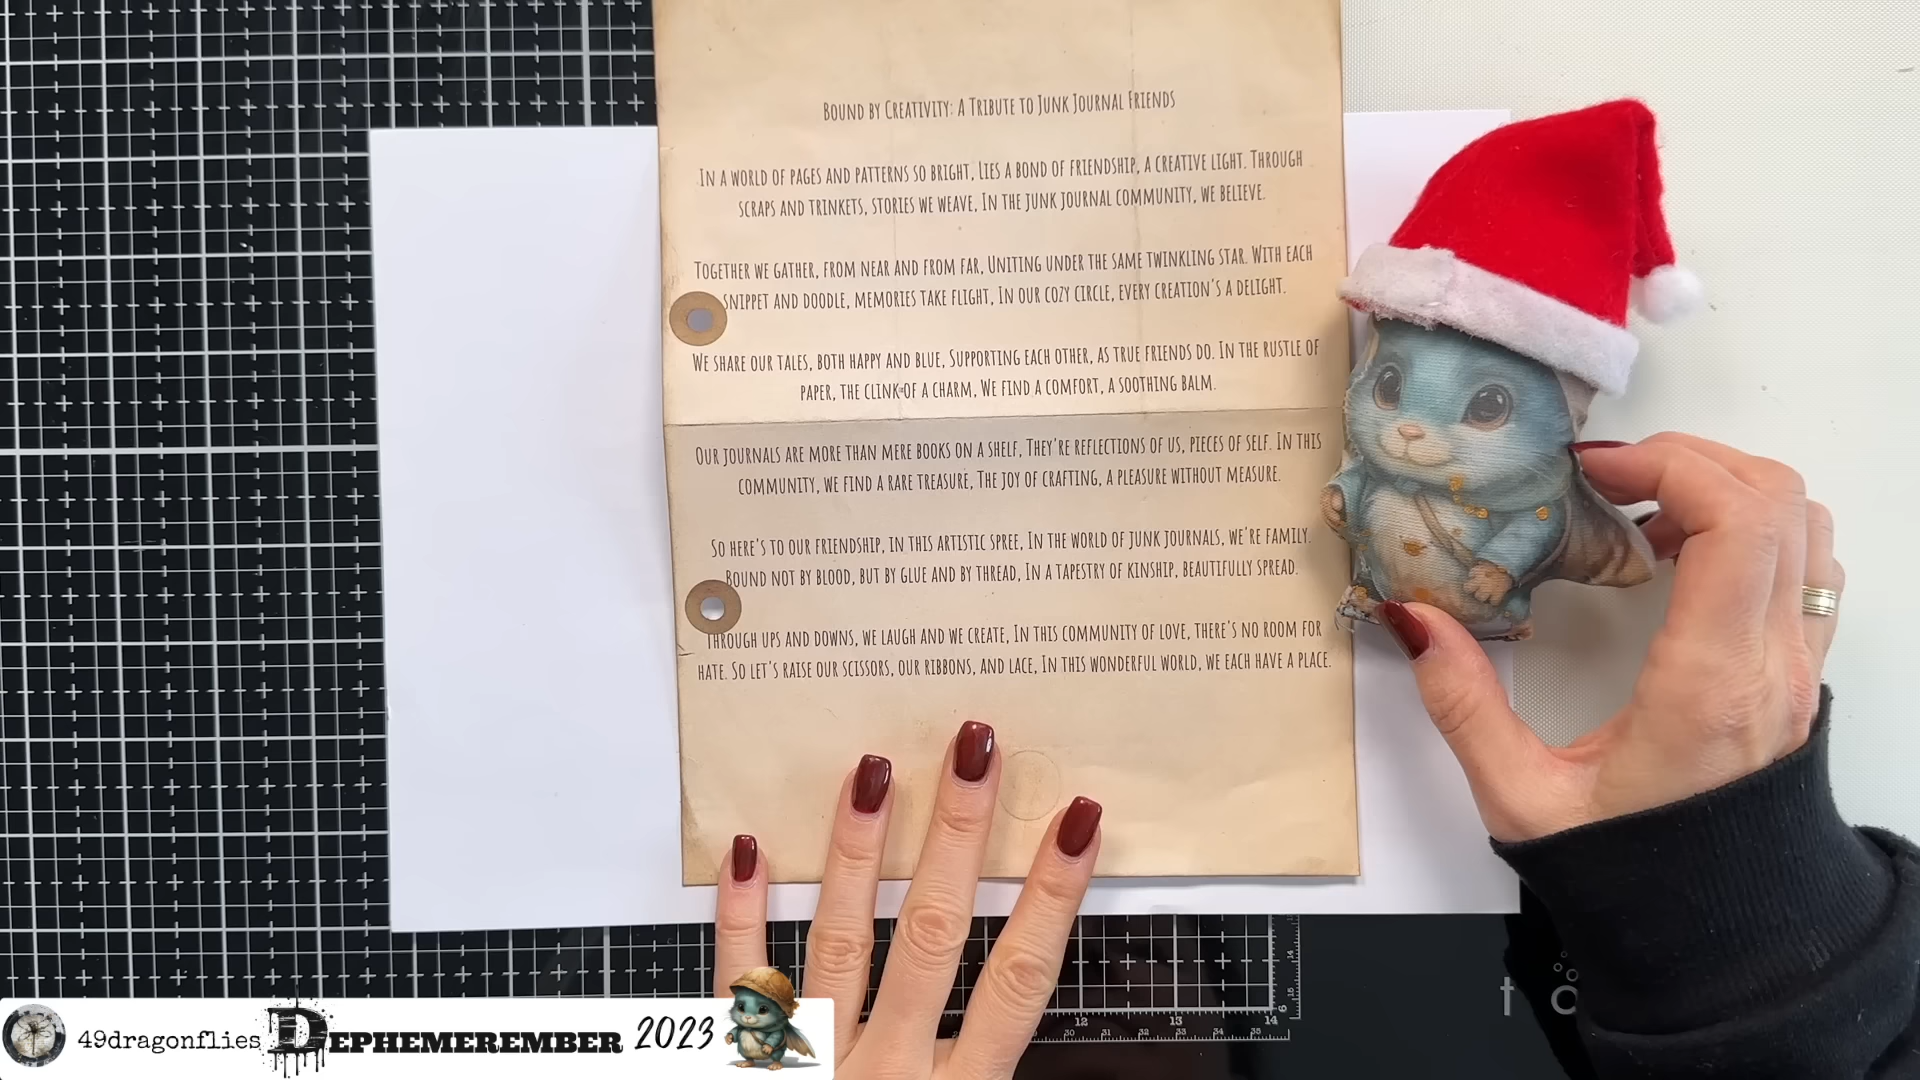 Bound by Creativity: A Tribute to Junk Journal Friends
In a world of pages and patterns so bright, Lies a bond of friendship, a creative light. Through
scraps and trinkets, stories we weave, In the junk journal community, we believe.
Together we gather, from near and from far, Uniting under the same twinkling star. With each
snippet and doodle, memories take flight, In our cozy circle, every creation's a delight.
We share our tales, both happy and blue, Supporting each other, as true friends do. In the rustle of
paper, the clink of a charm, We find a comfort, a soothing balm.
Our journals are more than mere books on a shelf, They're reflections of us, pieces of self. In this
community, we find a rare treasure, The joy of crafting, a pleasure without measure.
So here's to our friendship, in this artistic spree, In the world of junk journals, we're family.
Bound not by blood, but by glue and by thread, In a tapestry of kinship, beautifully spread.
Through ups and downs, we laugh and we create, In this community of love, there's no room for
hate. So let's raise our scissors, our ribbons, and lace, In this wonderful world, we each have a place.
12 13 14
30 31 32 33 34 35
49dragonflies DEPHEMEREMBER 2023